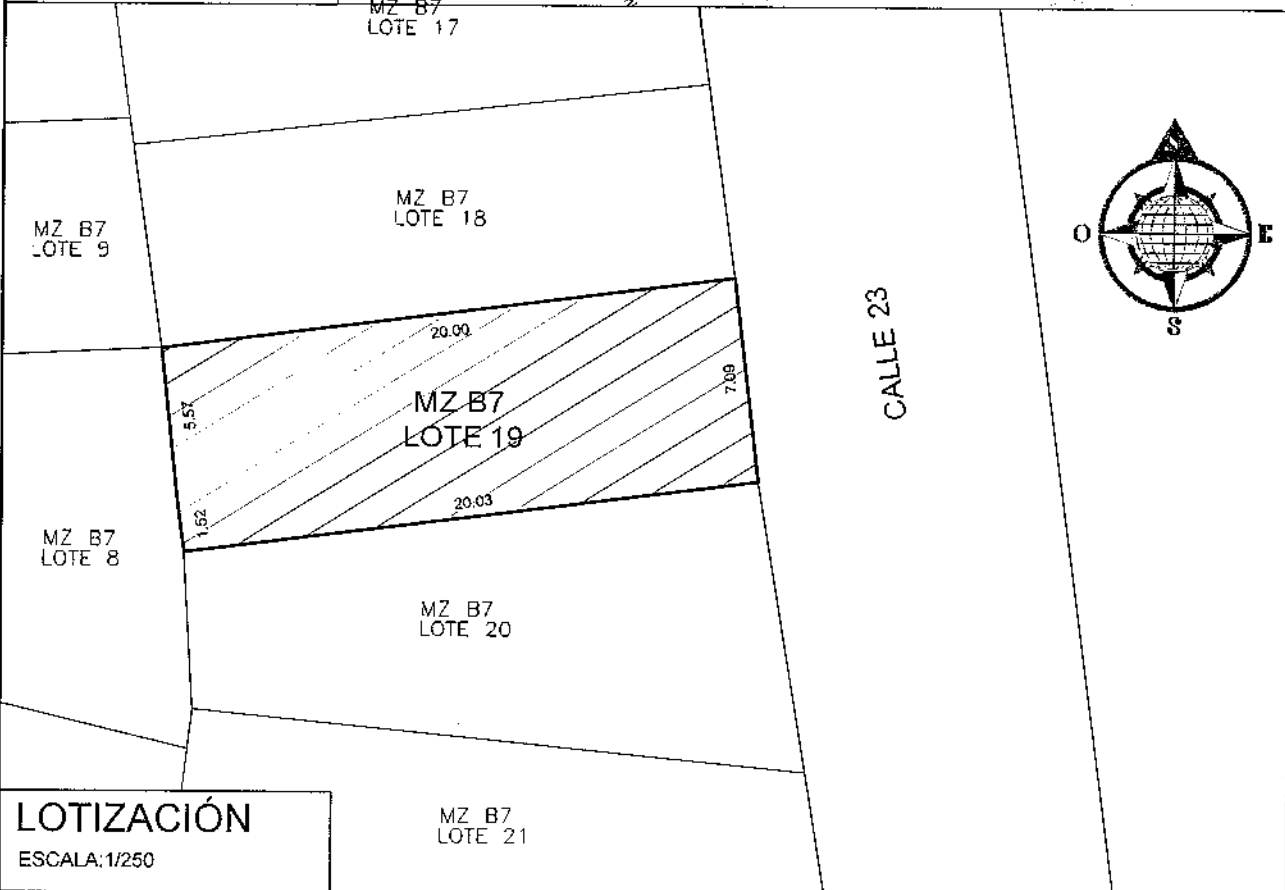 MZ B7
LOTE 17
MZ B7
LOTE 18
MZ B7
LOTE 9
O
E
S
CALLE 23
20.00
5.57
MZ B7
LOTE 19
7.09
1.52
20.03
MZ B7
LOTE 8
MZ B7
LOTE 20
MZ B7
LOTE 21
LOTIZACIÓN
ESCALA:1/250